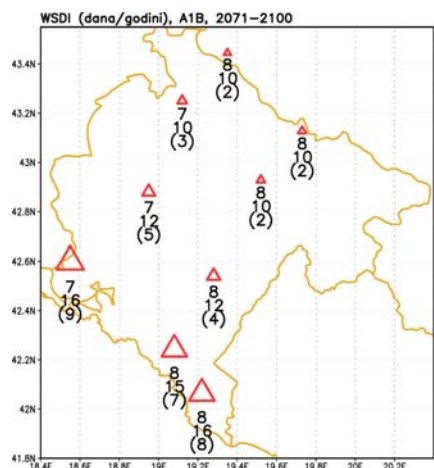 WSDI (dana/godini), A1B, 2071–2100
43.4N
8
10
(2)
43.2N
7
10
(3)
8
10
(2)
43N
8
10
(2)
42.8N
7
12
(5)
42.6N
7
16
(9)
8
12
(4)
42.4N
42.2N
8
15
(7)
42N
8
16
(8)
41.8N
18.4E 18.6E 18.8E 19E 19.2E 19.4E 19.6E 19.8E 20E 20.2E